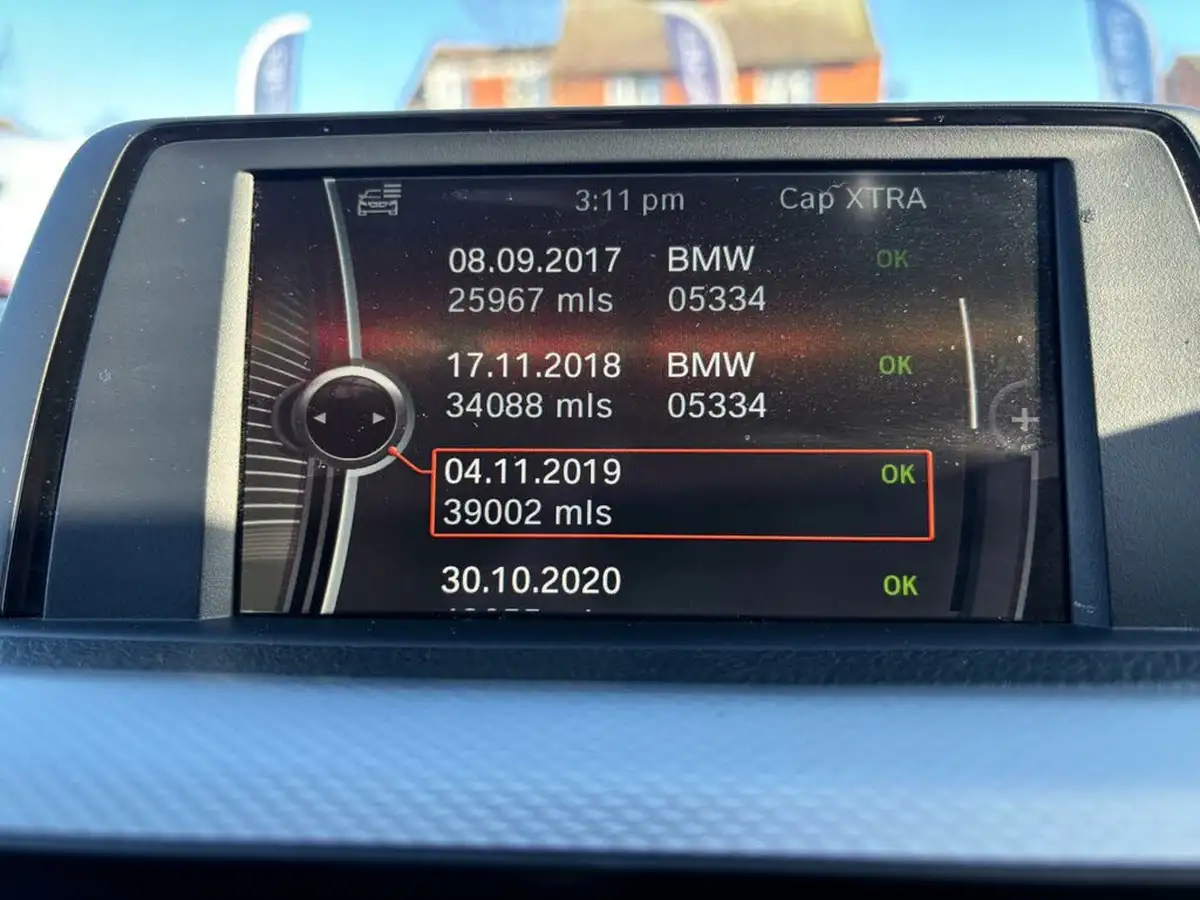 3:11 pm Cap XTRA
08.09.2017 BMW OK
25967 mls 05334
17.11.2018 BMW OK
34088 mls 05334
04.11.2019 OK
39002 mls
30.10.2020 OK